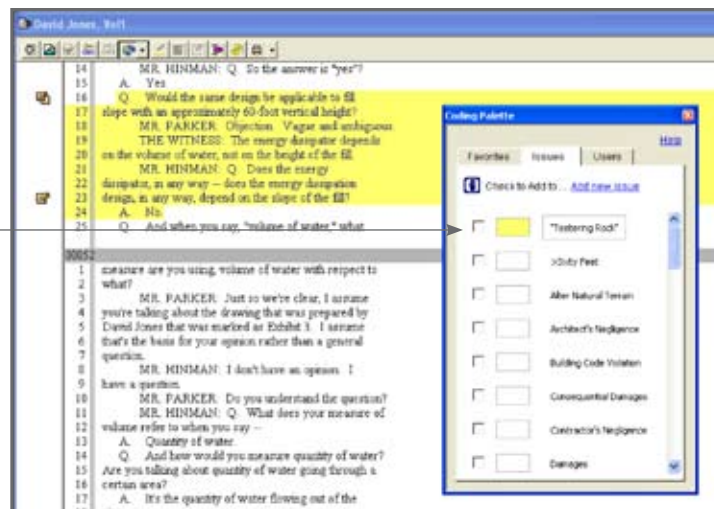 David Jones, Vol1
14 MR. HINMAN: Q. So the answer is "yes"?
15 A. Yes.
16 Q. Would the same design be applicable to fill
17 slope with an approximately 60-foot vertical height?
18 MR. PARKER: Objection. Vague and ambiguous.
19 THE WITNESS: The energy dissipator depends
20 on the volume of water, not on the height of the fill.
21 MR. HINMAN: Q. Does the energy
22 dissipator, in any way -- does the energy dissipation
23 design, in any way, depend on the slope of the fill?
24 A. No.
25 Q. And when you say, "volume of water," what
00052
1 measure are you using, volume of water with respect to
2 what?
3 MR. PARKER: Just so we're clear, I assume
4 you're talking about the drawing that was prepared by
5 David Jones that was marked as Exhibit 3. I assume
6 that's the basis for your opinion rather than a general
7 question.
8 MR. HINMAN: I don't have an opinion. I
9 have a question.
10 MR. PARKER: Do you understand the question?
11 MR. HINMAN: Q. What does your measure of
12 volume refer to when you say --
13 A. Quantity of water.
14 Q. And how would you measure quantity of water?
15 Are you talking about quantity of water going through a
16 certain area?
17 A. It's the quantity of water flowing out of the
Coding Palette
Help
Favorites Issues Users
Check to Add to... Add new issue
"Teetering Rock"
>Sixty Feet
Alter Natural Terrain
Architect's Negligence
Building Code Violation
Consequential Damages
Contractor's Negligence
Damages